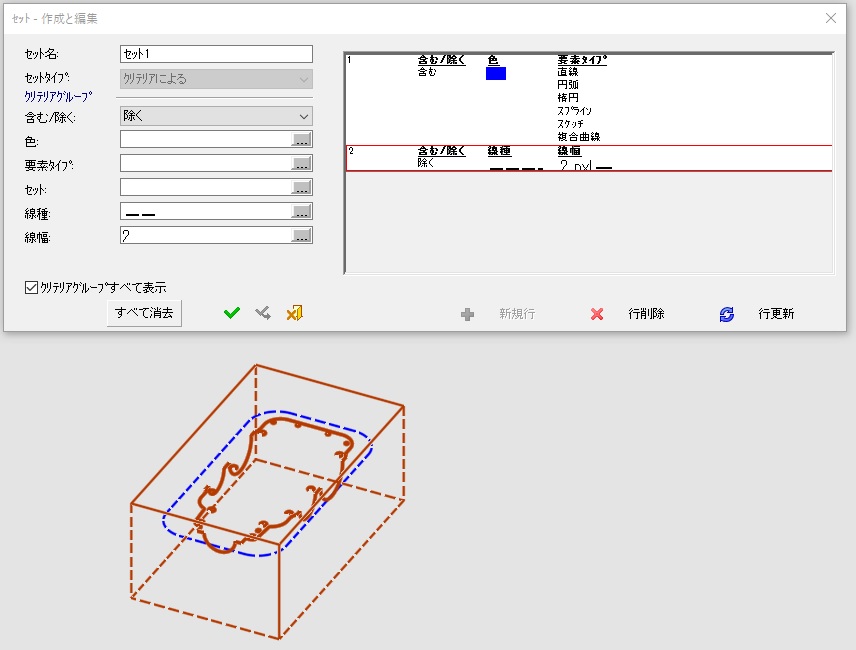 セット - 作成と編集
セット名: セット1
セットタイプ: クリテリアによる
クリテリアグループ
含む/除く: 除く
色: ...
要素タイプ: ...
セット: ...
線種: ...
線幅: 2 ...
1 含む/除く 色 要素タイプ
含む 直線
円弧
楕円
スプライン
スケッチ
複合曲線
2 含む/除く 線種 線幅
除く 2 pxl
クリテリアグループすべて表示
すべて消去 新規行 行削除 行更新